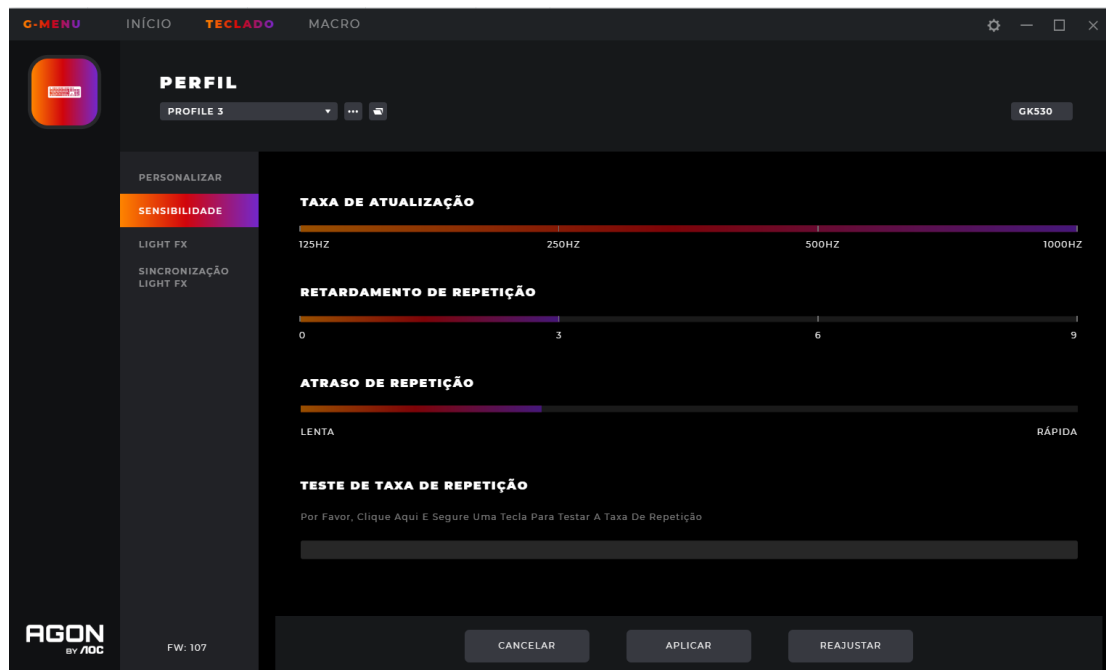 G-MENU INÍCIO TECLADO MACRO
PERFIL
PROFILE 3
GK530
PERSONALIZAR
SENSIBILIDADE
LIGHT FX
SINCRONIZAÇÃO
LIGHT FX
TAXA DE ATUALIZAÇÃO
125HZ 250HZ 500HZ 1000HZ
RETARDAMENTO DE REPETIÇÃO
0 3 6 9
ATRASO DE REPETIÇÃO
LENTA RÁPIDA
TESTE DE TAXA DE REPETIÇÃO
Por Favor, Clique Aqui E Segure Uma Tecla Para Testar A Taxa De Repetição
AGON
BY AOC
FW: 107
CANCELAR APLICAR REAJUSTAR